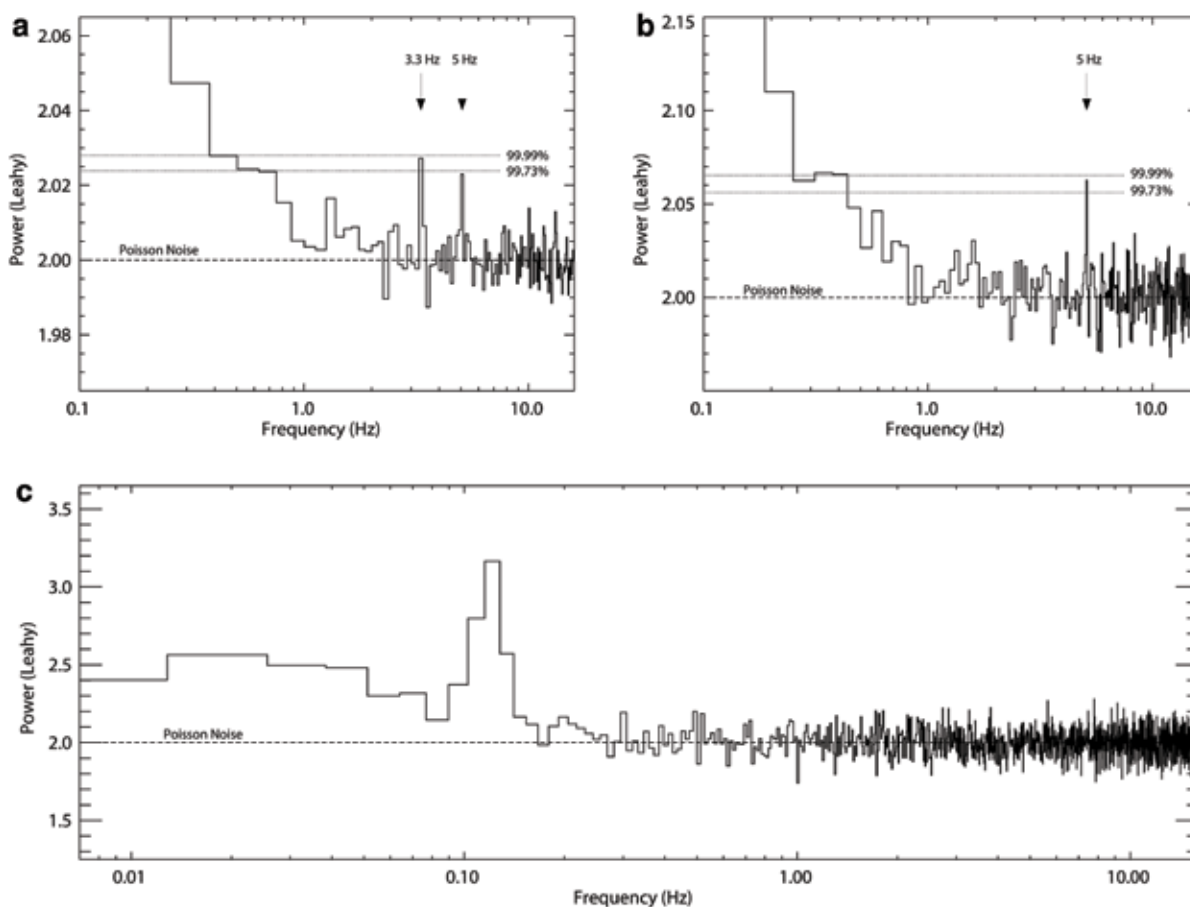 a
2.06
2.04
2.02
2.00
1.98
Power (Leahy)
3.3 Hz
5 Hz
99.99%
99.73%
Poisson Noise
0.1
1.0
10.0
Frequency (Hz)
b
2.15
2.10
2.05
2.00
Power (Leahy)
5 Hz
99.99%
99.73%
Poisson Noise
0.1
1.0
10.0
Frequency (Hz)
c
3.5
3.0
2.5
2.0
1.5
Power (Leahy)
Poisson Noise
0.01
0.10
1.00
10.00
Frequency (Hz)